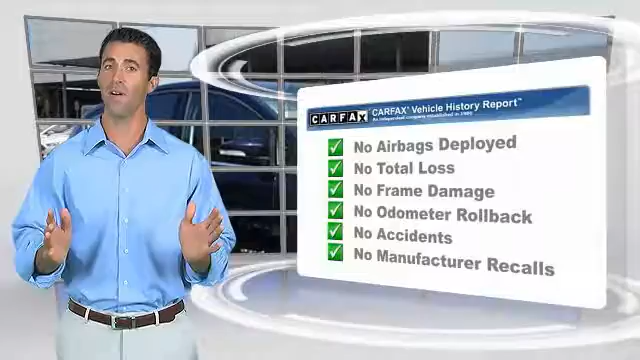 CARFAX CARFAX® Vehicle History Report™
An independent company established in 1986
No Airbags Deployed
No Total Loss
No Frame Damage
No Odometer Rollback
No Accidents
No Manufacturer Recalls